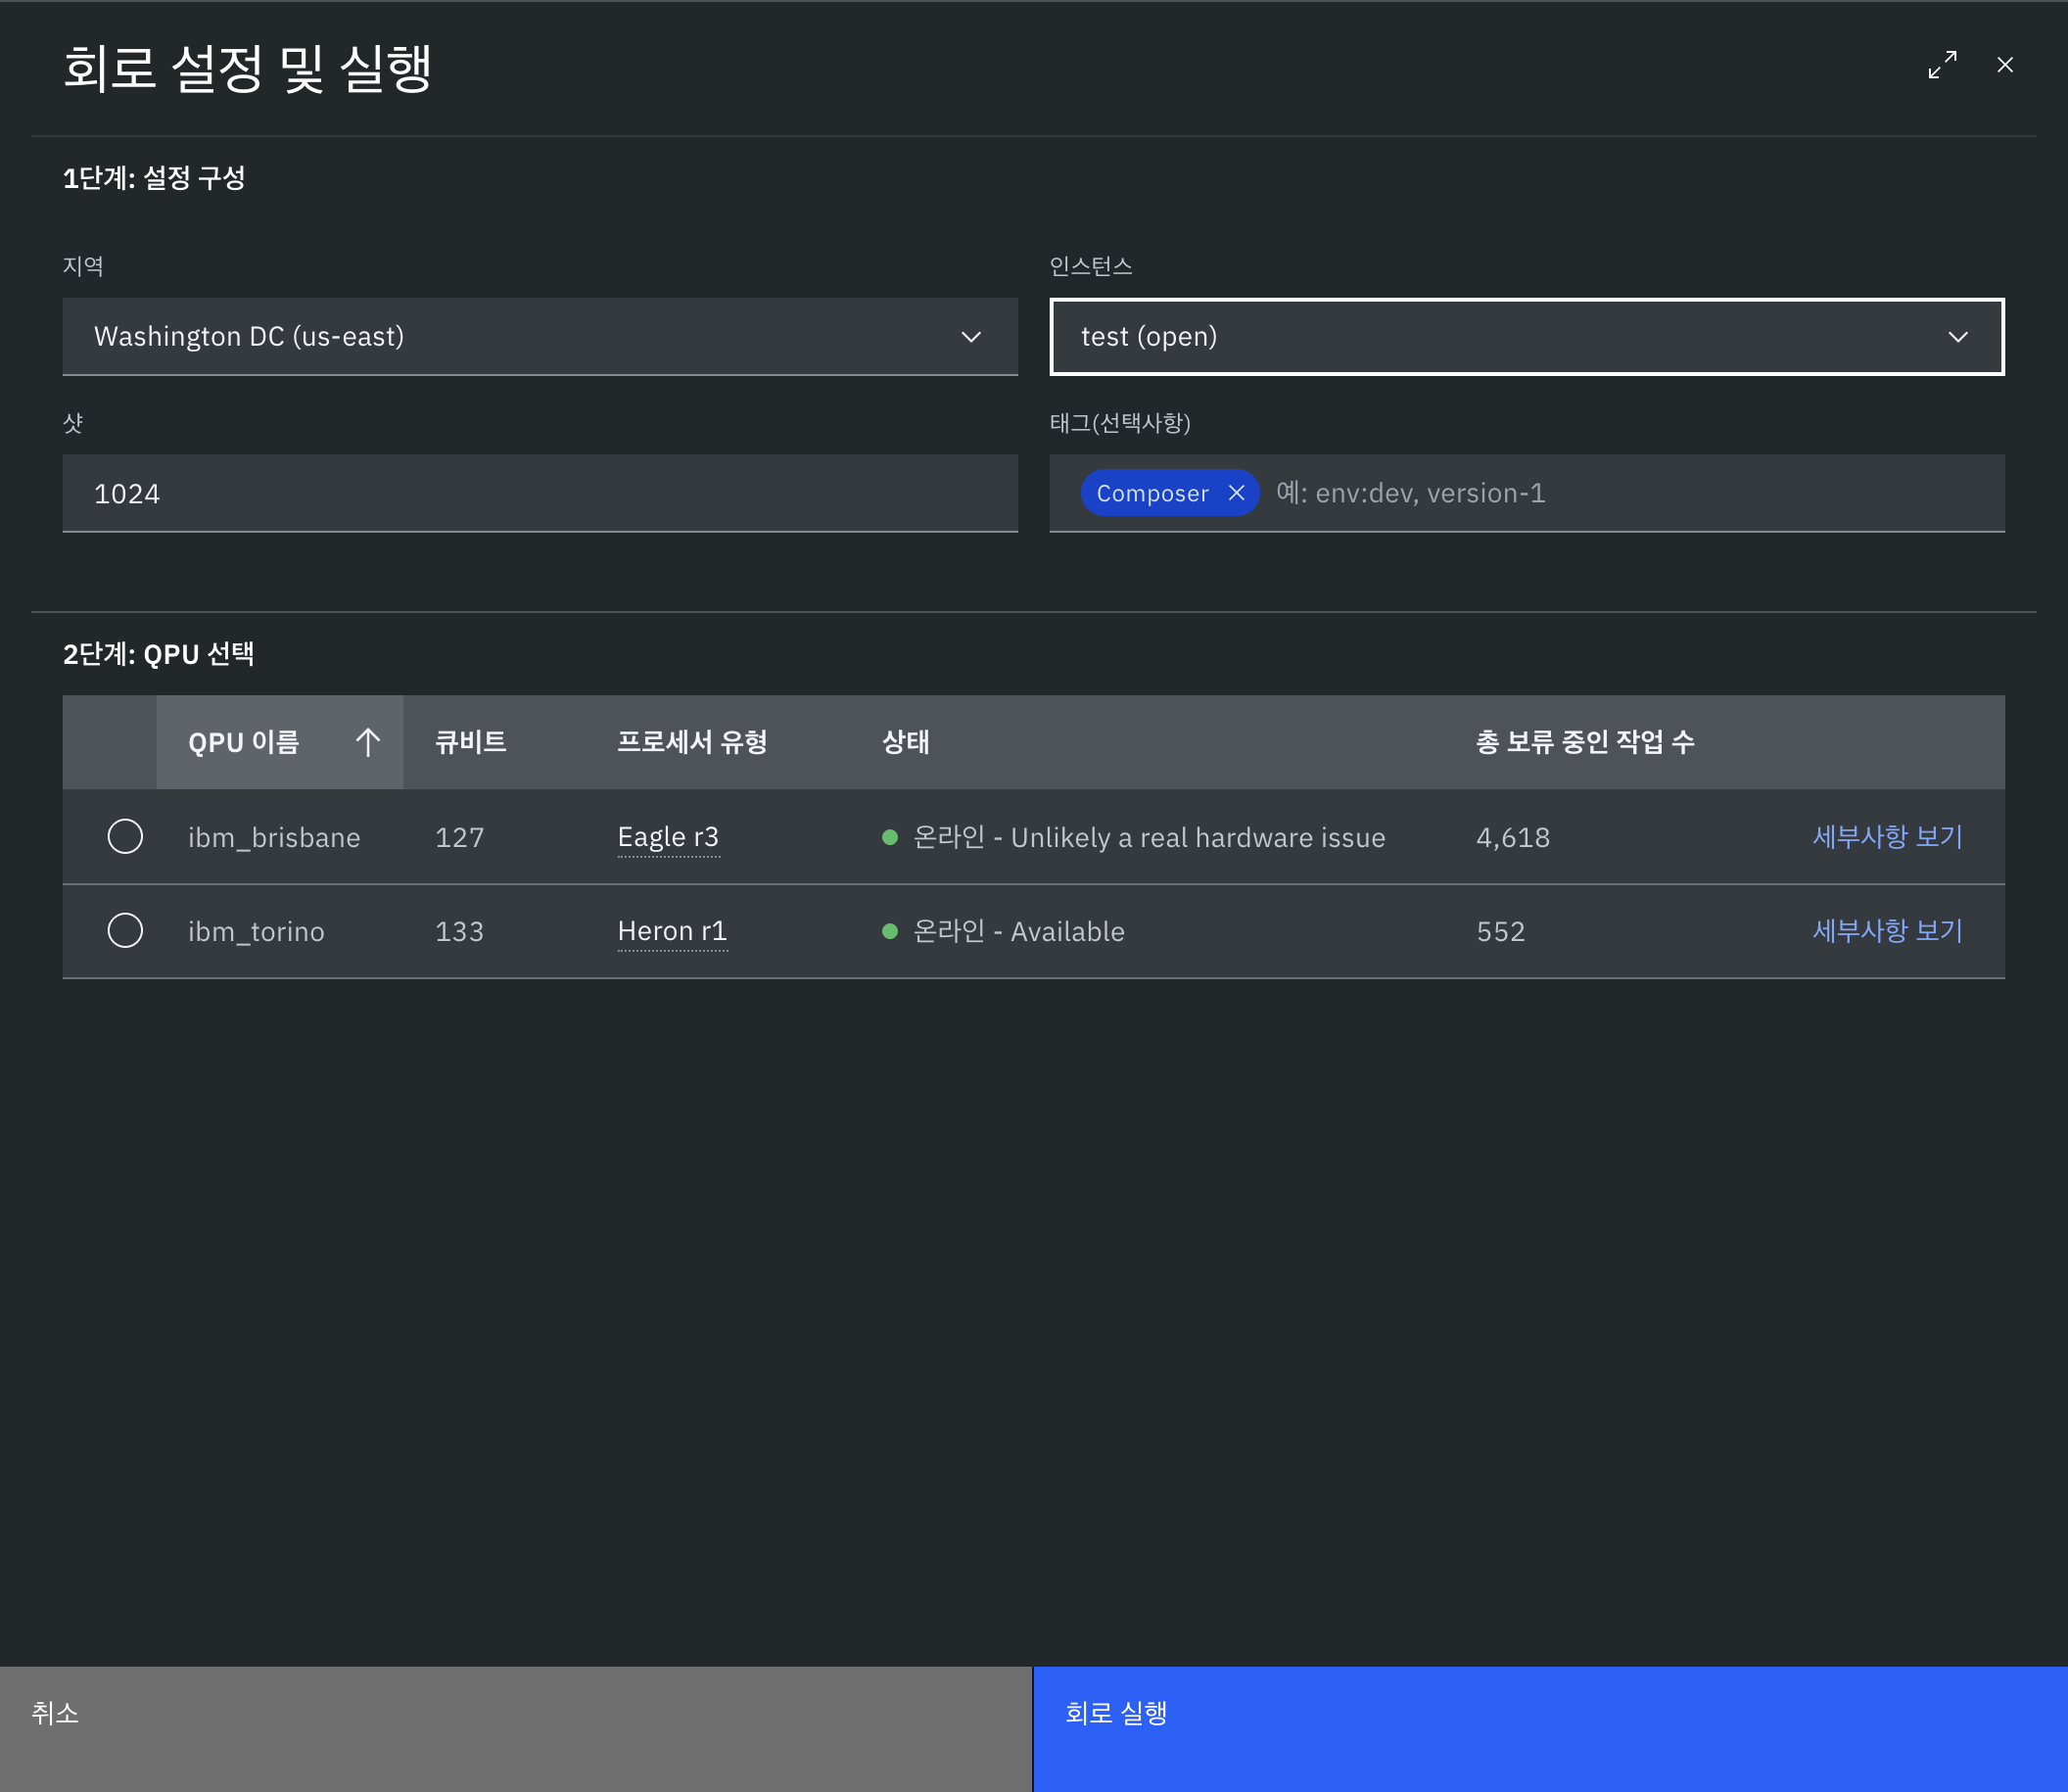 회로 설정 및 실행
1단계: 설정 구성
지역
인스턴스
Washington DC (us-east)
test (open)
샷
태그(선택사항)
1024
Composer 예: env:dev, version-1
2단계: QPU 선택
QPU 이름 큐비트 프로세서 유형 상태 총 보류 중인 작업 수
ibm_brisbane 127 Eagle r3 온라인 - Unlikely a real hardware issue 4,618 세부사항 보기
ibm_torino 133 Heron r1 온라인 - Available 552 세부사항 보기
취소
회로 실행